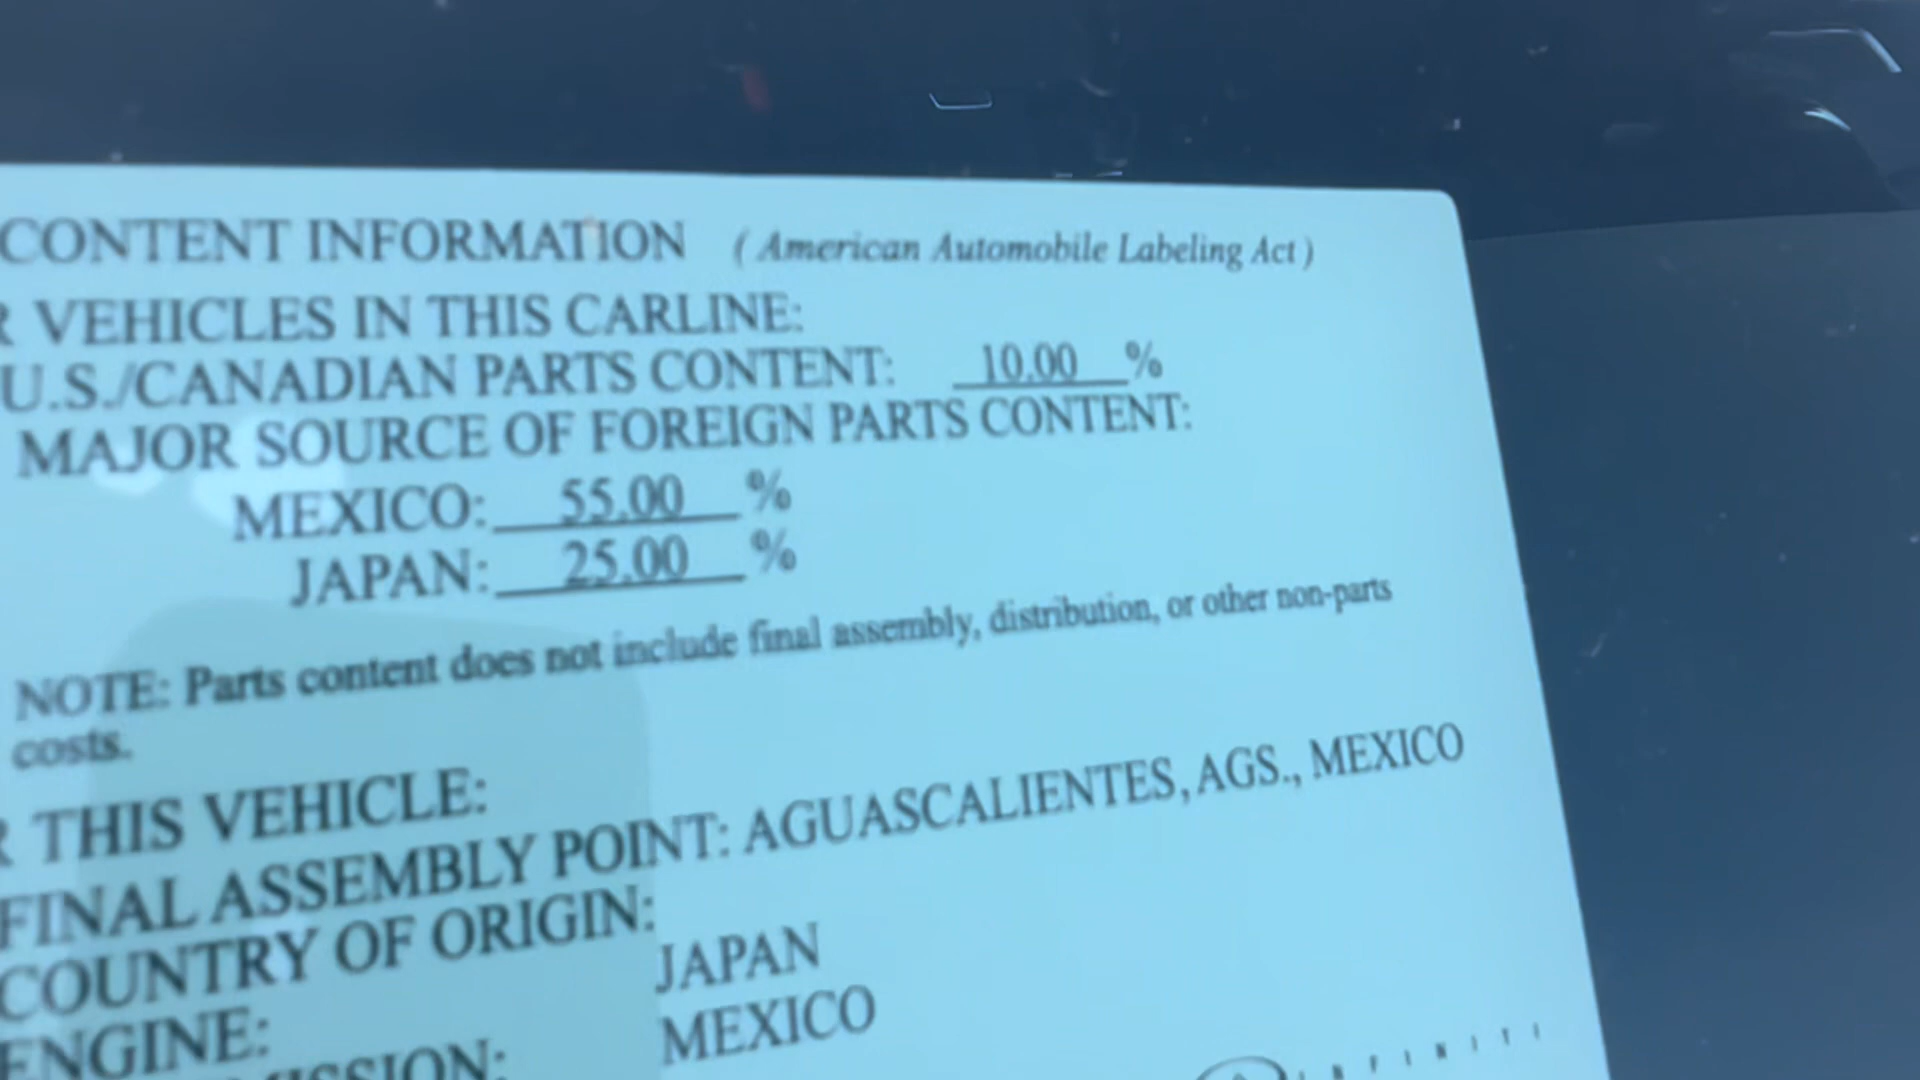 CONTENT INFORMATION (American Automobile Labeling Act)
VEHICLES IN THIS CARLINE:
U.S./CANADIAN PARTS CONTENT: 10.00 %
MAJOR SOURCE OF FOREIGN PARTS CONTENT:
MEXICO: 55.00 %
JAPAN: 25.00 %
NOTE: Parts content does not include final assembly, distribution, or other non-parts
costs.
THIS VEHICLE:
FINAL ASSEMBLY POINT: AGUASCALIENTES, AGS., MEXICO
COUNTRY OF ORIGIN:
ENGINE: JAPAN
MISSION: MEXICO
INFINITI